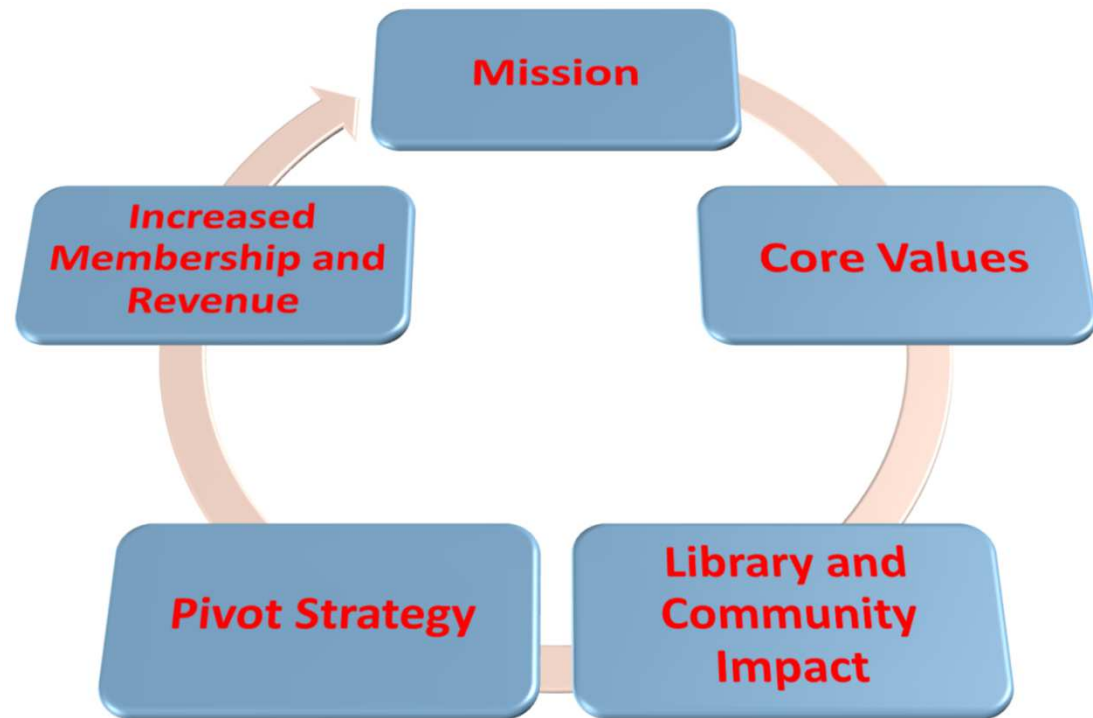 Mission
Core Values
Library and
Community
Impact
Pivot Strategy
Increased
Membership and
Revenue